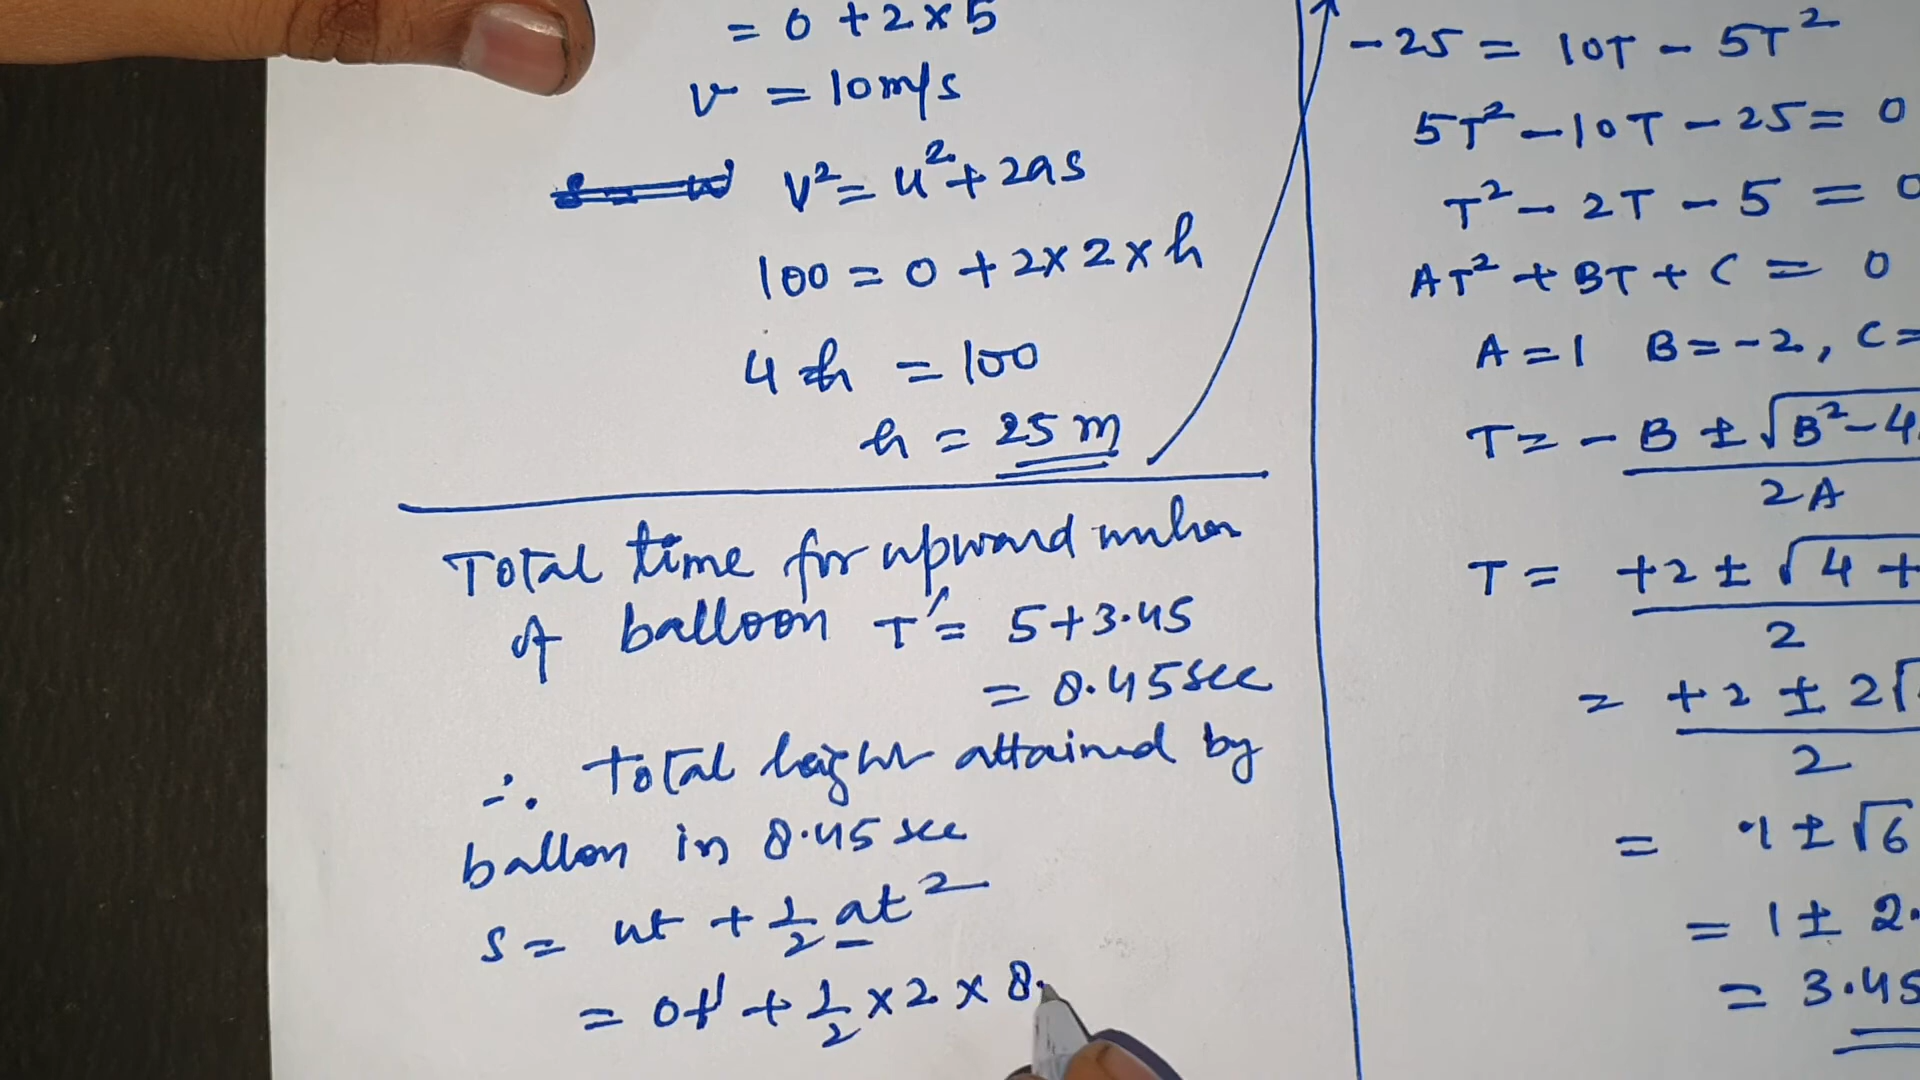 = 0 + 2 × 5
v = 10 m/s
v² = u² + 2as
100 = 0 + 2 × 2 × h
4h = 100
h = 25 m
Total time for upward motion
of balloon T' = 5 + 3.45
= 8.45 sec
∴ total height attained by
balloon in 8.45 sec
s = ut + 1/2 at²
= 0t + 1/2 × 2 × 8.
-25 = 10T - 5T²
5T² - 10T - 25 = 0
T² - 2T - 5 = 0
AT² + BT + C = 0
A = 1 B = -2, C =
T = -B ± √B² - 4
2A
T = +2 ± √4 +
2
= +2 ± 2√
2
= 1 ± √6
= 1 ± 2.
= 3.45